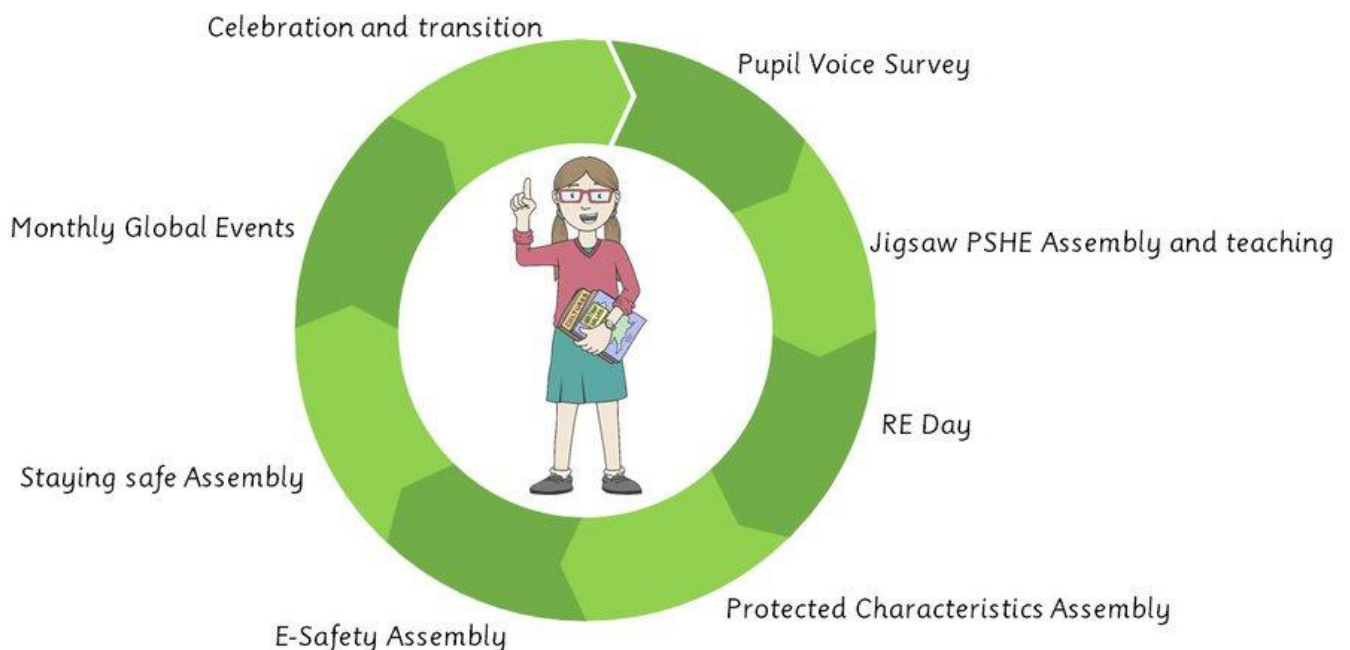 Celebration and transition
Pupil Voice Survey
Jigsaw PSHE Assembly and teaching
RE Day
Protected Characteristics Assembly
E-Safety Assembly
Staying safe Assembly
Monthly Global Events
CULTURES